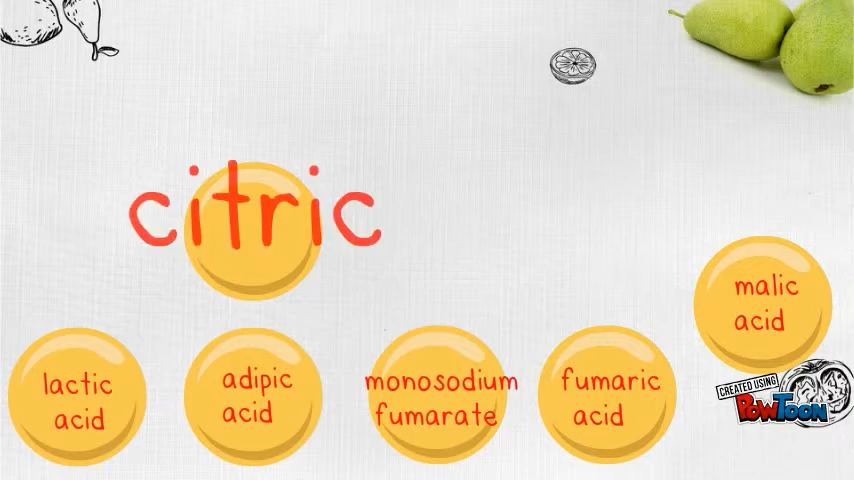 citric
malic
acid
lactic
acid
adipic
acid
monosodium
fumarate
fumaric
acid
CREATED USING
POWTOON